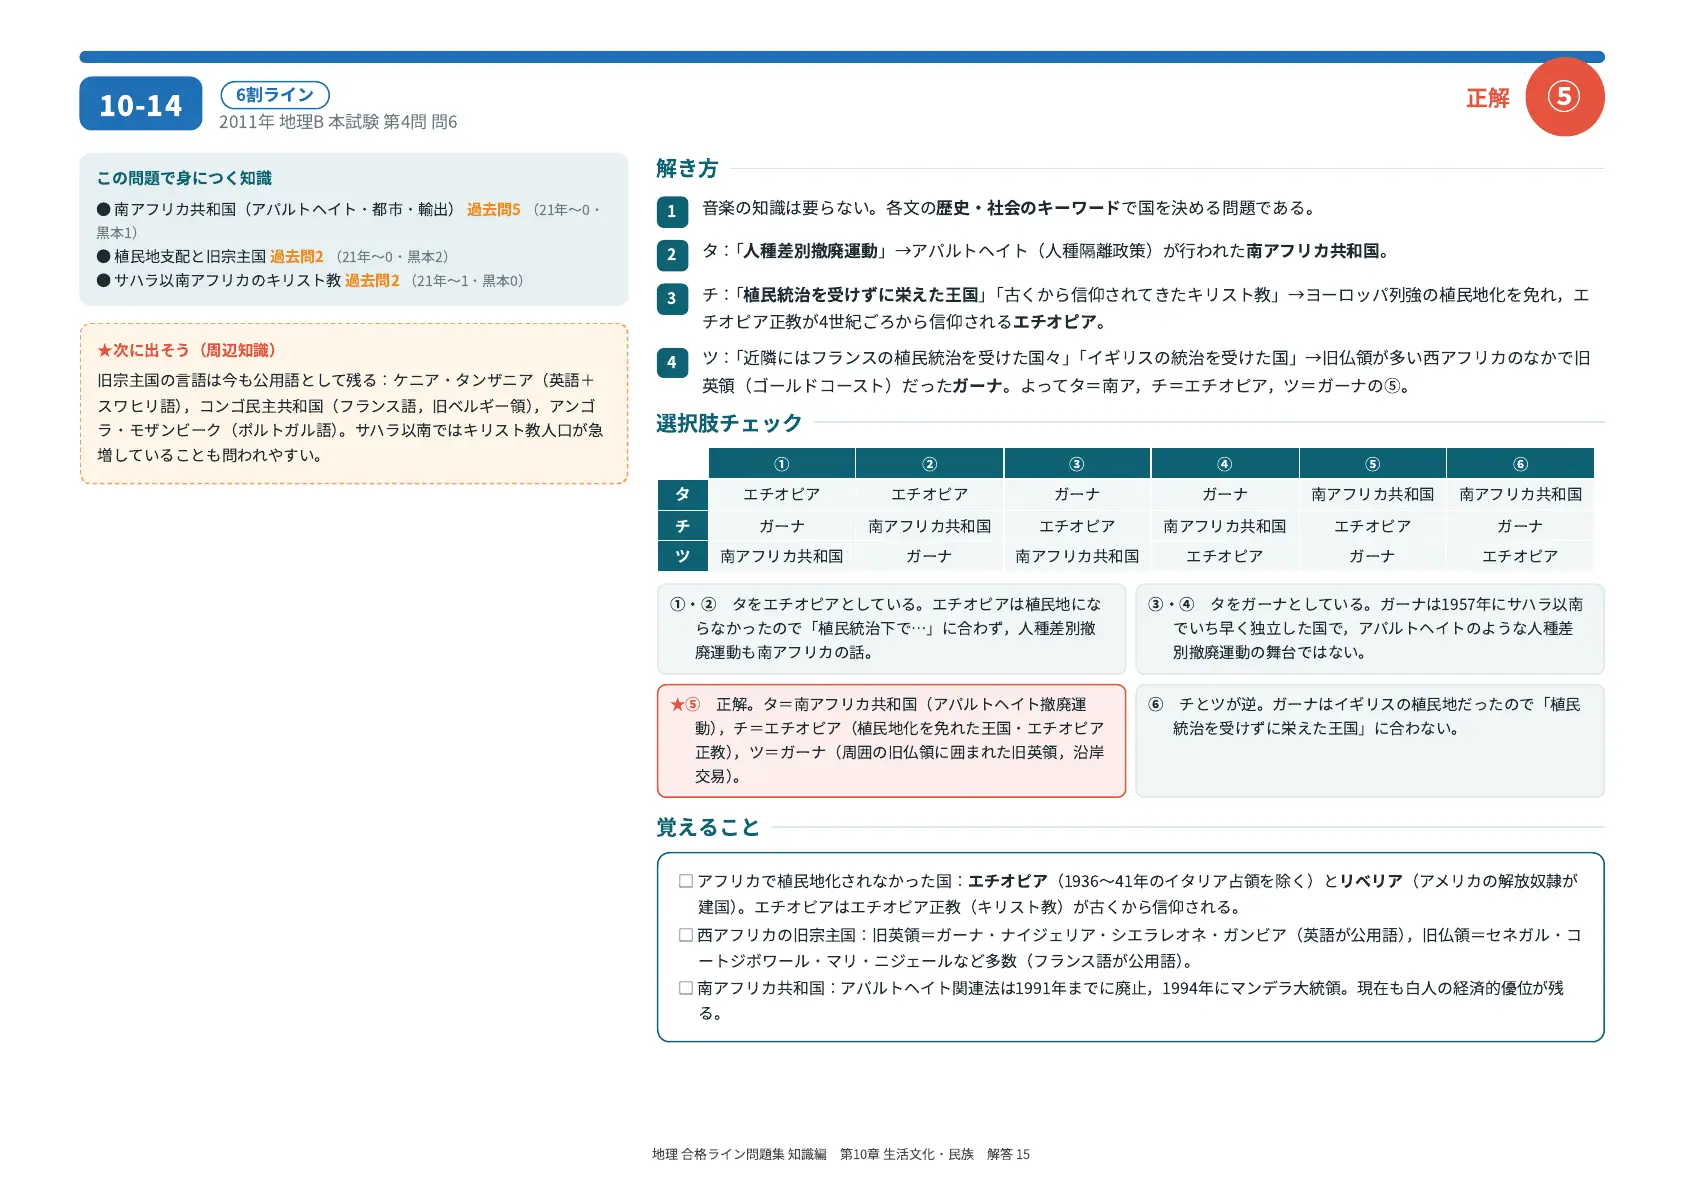 10-14
6割ライン
2011年 地理B 本試験 第4問 問6
正解
⑤
この問題で身につく知識
● 南アフリカ共和国（アパルトヘイト・都市・輸出） 過去問5 （21年〜0・
黒本1）
● 植民地支配と旧宗主国 過去問2 （21年〜0・黒本2）
● サハラ以南アフリカのキリスト教 過去問2 （21年〜1・黒本0）
★次に出そう（周辺知識）
旧宗主国の言語は今も公用語として残る：ケニア・タンザニア（英語＋
スワヒリ語），コンゴ民主共和国（フランス語，旧ベルギー領），アンゴ
ラ・モザンビーク（ポルトガル語）。サハラ以南ではキリスト教人口が急
増していることも問われやすい。
解き方
1 音楽の知識は要らない。各文の歴史・社会のキーワードで国を決める問題である。
2 タ：「人種差別撤廃運動」→アパルトヘイト（人種隔離政策）が行われた南アフリカ共和国。
3 チ：「植民統治を受けずに栄えた王国」「古くから信仰されてきたキリスト教」→ヨーロッパ列強の植民地化を免れ，エ
チオピア正教が4世紀ごろから信仰されるエチオピア。
4 ツ：「近隣にはフランスの植民統治を受けた国々」「イギリスの統治を受けた国」→旧仏領が多い西アフリカのなかで旧
英領（ゴールドコースト）だったガーナ。よってタ＝南ア，チ＝エチオピア，ツ＝ガーナの⑤。
選択肢チェック
① ② ③ ④ ⑤ ⑥
タ エチオピア エチオピア ガーナ ガーナ 南アフリカ共和国 南アフリカ共和国
チ ガーナ 南アフリカ共和国 エチオピア 南アフリカ共和国 エチオピア ガーナ
ツ 南アフリカ共和国 ガーナ 南アフリカ共和国 エチオピア ガーナ エチオピア
①・② タをエチオピアとしている。エチオピアは植民地にな
らなかったので「植民統治下で…」に合わず，人種差別撤
廃運動も南アフリカの話。
③・④ タをガーナとしている。ガーナは1957年にサハラ以南
でいち早く独立した国で，アパルトヘイトのような人種差
別撤廃運動の舞台ではない。
★⑤ 正解。タ＝南アフリカ共和国（アパルトヘイト撤廃運
動），チ＝エチオピア（植民地化を免れた王国・エチオピア
正教），ツ＝ガーナ（周囲の旧仏領に囲まれた旧英領，沿岸
交易）。
⑥ チとツが逆。ガーナはイギリスの植民地だったので「植民
統治を受けずに栄えた王国」に合わない。
覚えること
□ アフリカで植民地化されなかった国：エチオピア（1936〜41年のイタリア占領を除く）とリベリア（アメリカの解放奴隷が
建国）。エチオピアはエチオピア正教（キリスト教）が古くから信仰される。
□ 西アフリカの旧宗主国：旧英領＝ガーナ・ナイジェリア・シエラレオネ・ガンビア（英語が公用語），旧仏領＝セネガル・コ
ートジボワール・マリ・ニジェールなど多数（フランス語が公用語）。
□ 南アフリカ共和国：アパルトヘイト関連法は1991年までに廃止，1994年にマンデラ大統領。現在も白人の経済的優位が残
る。
地理 合格ライン問題集 知識編 第10章 生活文化・民族 解答 15